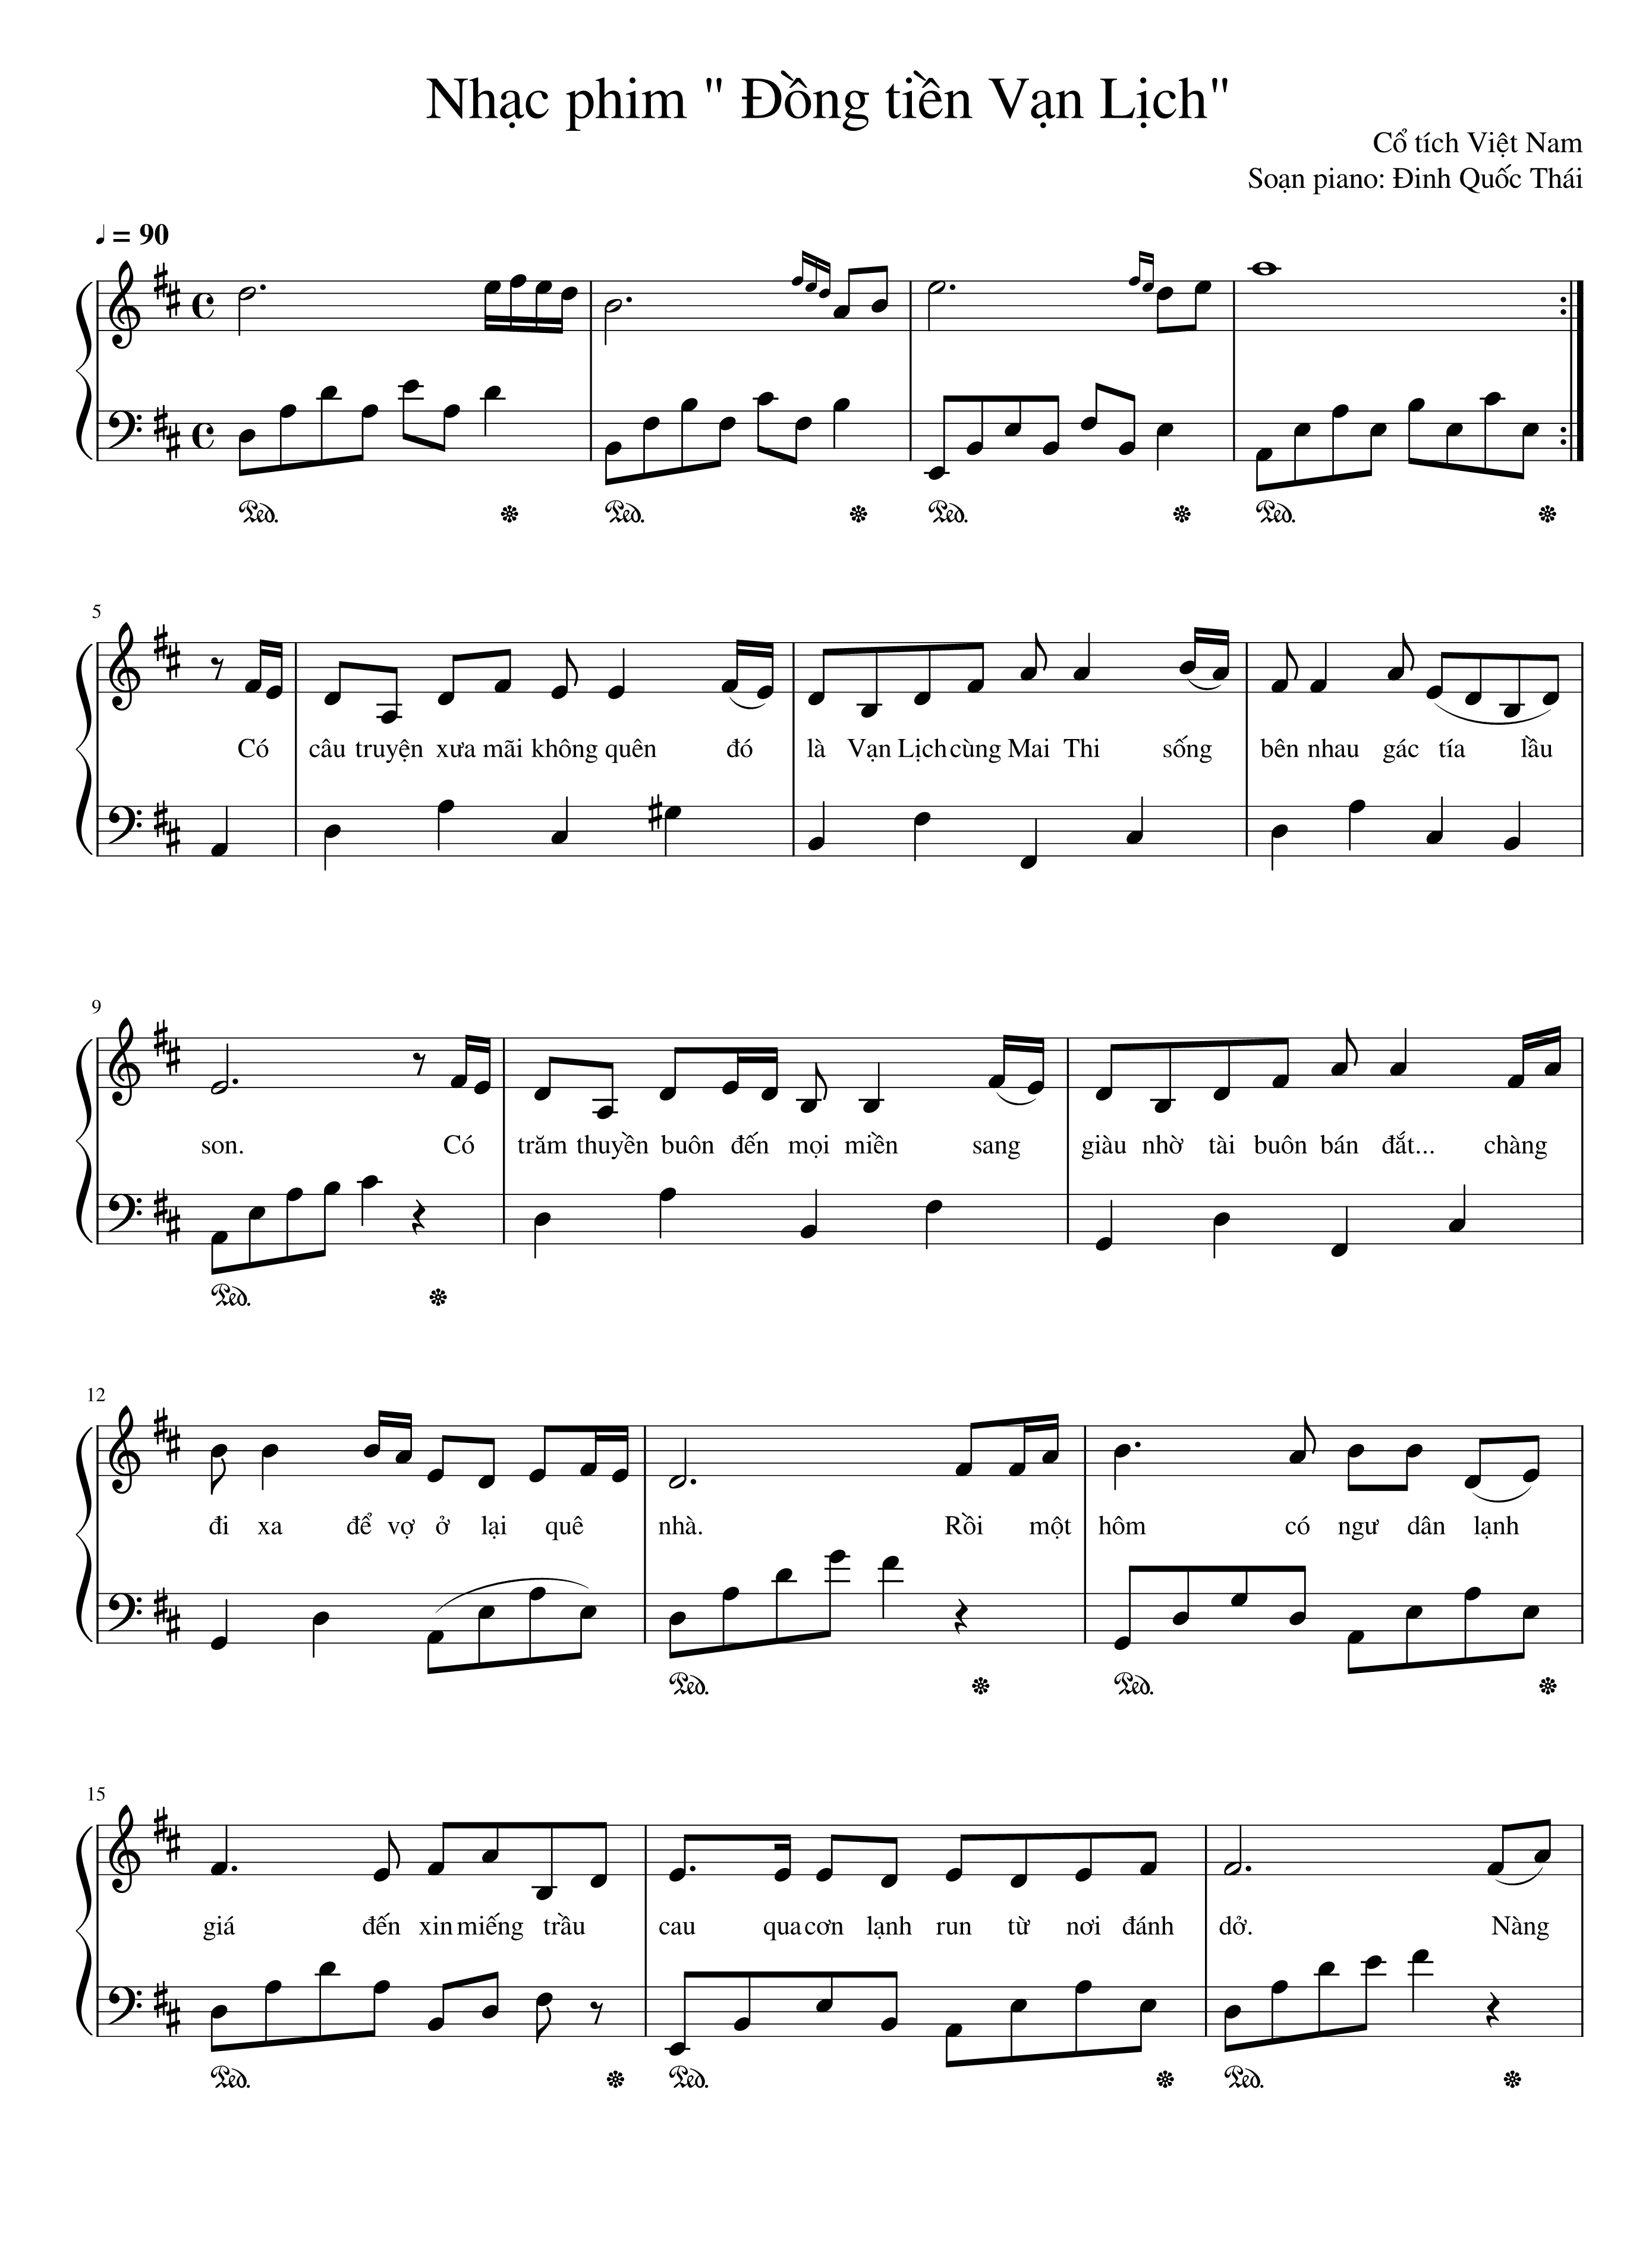 Nhạc phim " Đồng tiền Vạn Lịch"
Cổ tích Việt Nam
Soạn piano: Đinh Quốc Thái
♩ = 90
5
Có câu truyện xưa mãi không quên đó là Vạn Lịch cùng Mai Thi sống bên nhau gác tía lầu
9
son. Có trăm thuyền buôn đến mọi miền sang giàu nhờ tài buôn bán đắt... chàng
12
đi xa để vợ ở lại quê nhà. Rồi một hôm có ngư dân lạnh
15
giá đến xin miếng trầu cau qua cơn lạnh run từ nơi đánh dở. Nàng